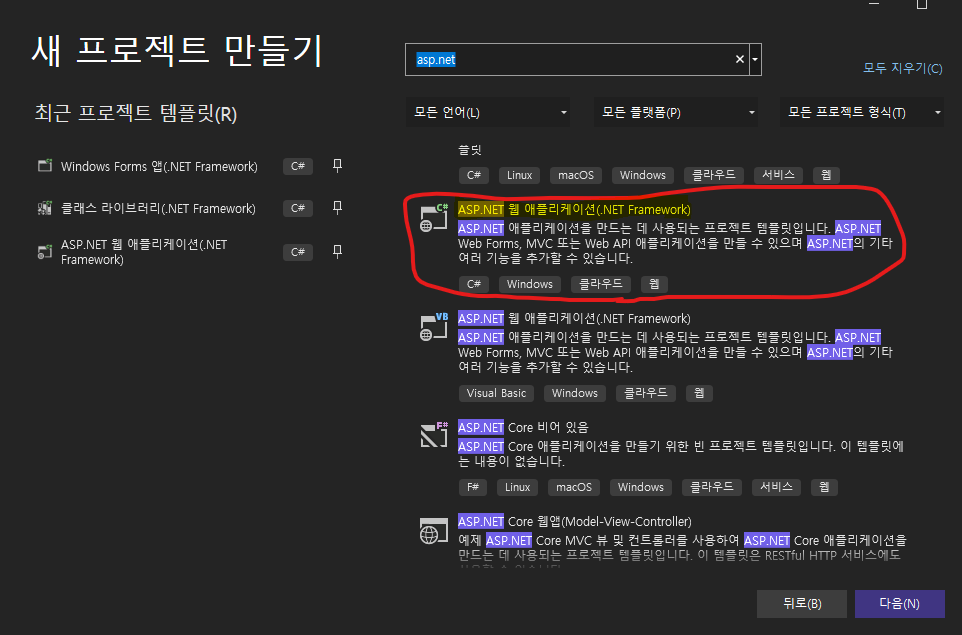 새 프로젝트 만들기
최근 프로젝트 템플릿(R)
Windows Forms 앱(.NET Framework) C#
클래스 라이브러리(.NET Framework) C#
ASP.NET 웹 애플리케이션(.NET
Framework) C#
asp.net
모두 지우기(C)
모든 언어(L) 모든 플랫폼(P) 모든 프로젝트 형식(T)
플릿
C# Linux macOS Windows 클라우드 서비스 웹
C#
ASP.NET 웹 애플리케이션(.NET Framework)
ASP.NET 애플리케이션을 만드는 데 사용되는 프로젝트 템플릿입니다. ASP.NET
Web Forms, MVC 또는 Web API 애플리케이션을 만들 수 있으며 ASP.NET의 기타
여러 기능을 추가할 수 있습니다.
C# Windows 클라우드 웹
VB
ASP.NET 웹 애플리케이션(.NET Framework)
ASP.NET 애플리케이션을 만드는 데 사용되는 프로젝트 템플릿입니다. ASP.NET
Web Forms, MVC 또는 Web API 애플리케이션을 만들 수 있으며 ASP.NET의 기타
여러 기능을 추가할 수 있습니다.
Visual Basic Windows 클라우드 웹
F#
ASP.NET Core 비어 있음
ASP.NET Core 애플리케이션을 만들기 위한 빈 프로젝트 템플릿입니다. 이 템플릿에
는 내용이 없습니다.
F# Linux macOS Windows 클라우드 서비스 웹
ASP.NET Core 웹앱(Model-View-Controller)
예제 ASP.NET Core MVC 뷰 및 컨트롤러를 사용하여 ASP.NET Core 애플리케이션을
만드는 데 사용되는 프로젝트 템플릿입니다. 이 템플릿은 RESTful HTTP 서비스에도
뒤로(B) 다음(N)